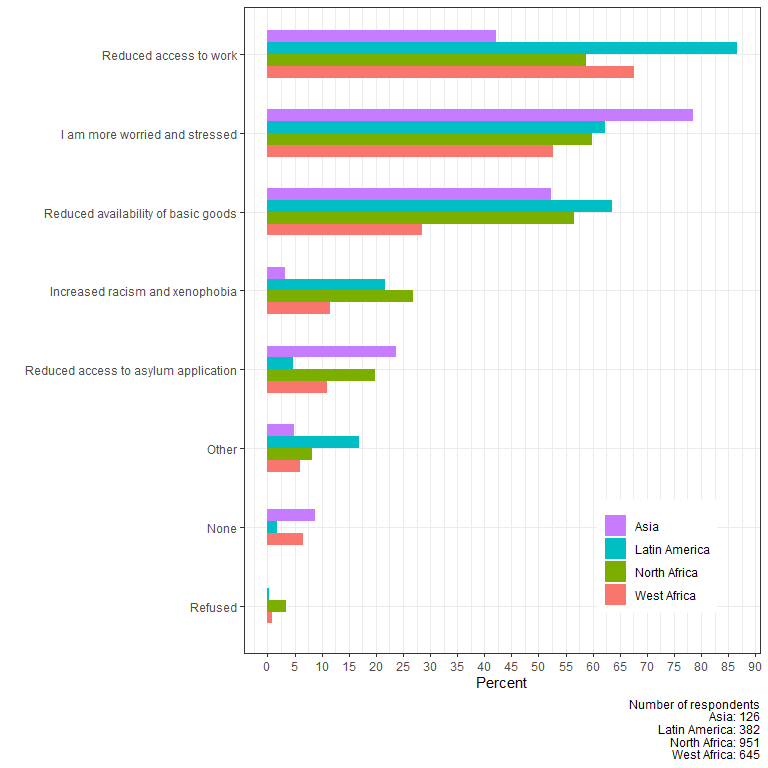 Reduced access to work
I am more worried and stressed
Reduced availability of basic goods
Increased racism and xenophobia
Reduced access to asylum application
Other
None
Refused
Asia
Latin America
North Africa
West Africa
0 5 10 15 20 25 30 35 40 45 50 55 60 65 70 75 80 85 90
Percent
Number of respondents
Asia: 126
Latin America: 382
North Africa: 951
West Africa: 645